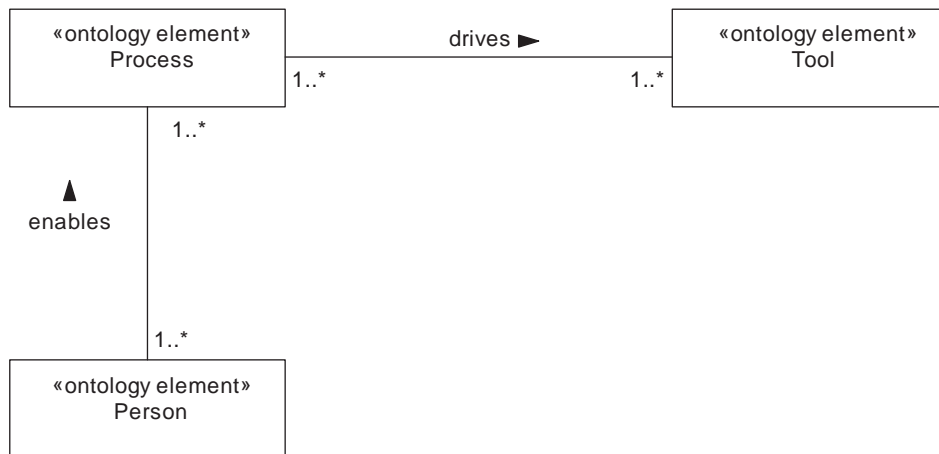 «ontology element»
Process
drives ►
«ontology element»
Tool
1..*
1..*
1..*
▲
enables
1..*
«ontology element»
Person